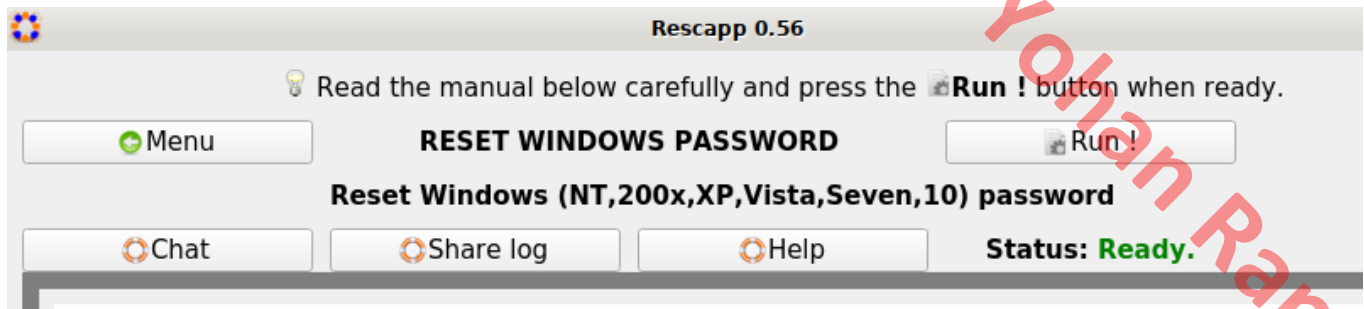 Rescapp 0.56
Read the manual below carefully and press the Run ! button when ready.
Menu RESET WINDOWS PASSWORD Run !
Reset Windows (NT,200x,XP,Vista,Seven,10) password
Chat Share log Help Status: Ready.
Yohan